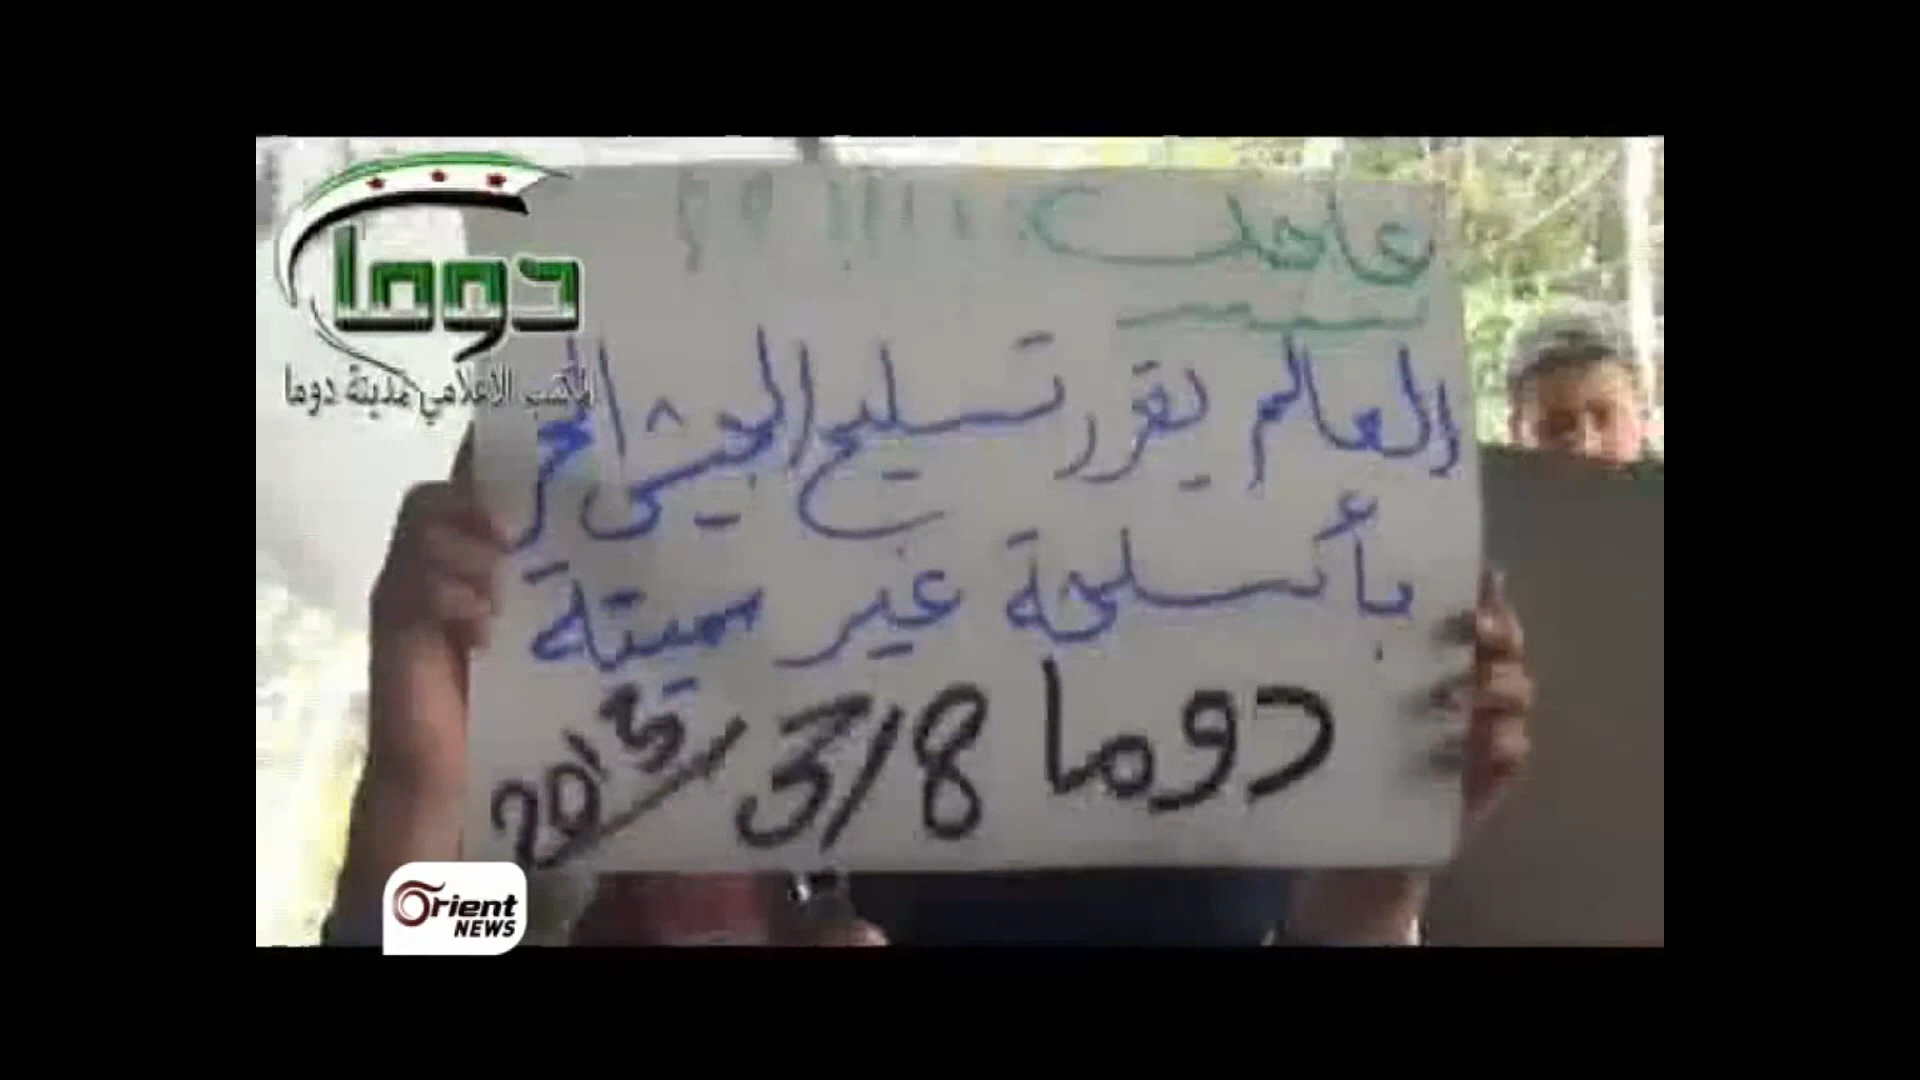 دوما
المكتب الاعلامي لمدينة دوما
عاجل
العالم يقرر تسليح الجيش الحر
بأسلحة غير مميتة
دوما 3/8/2013
Orient
NEWS